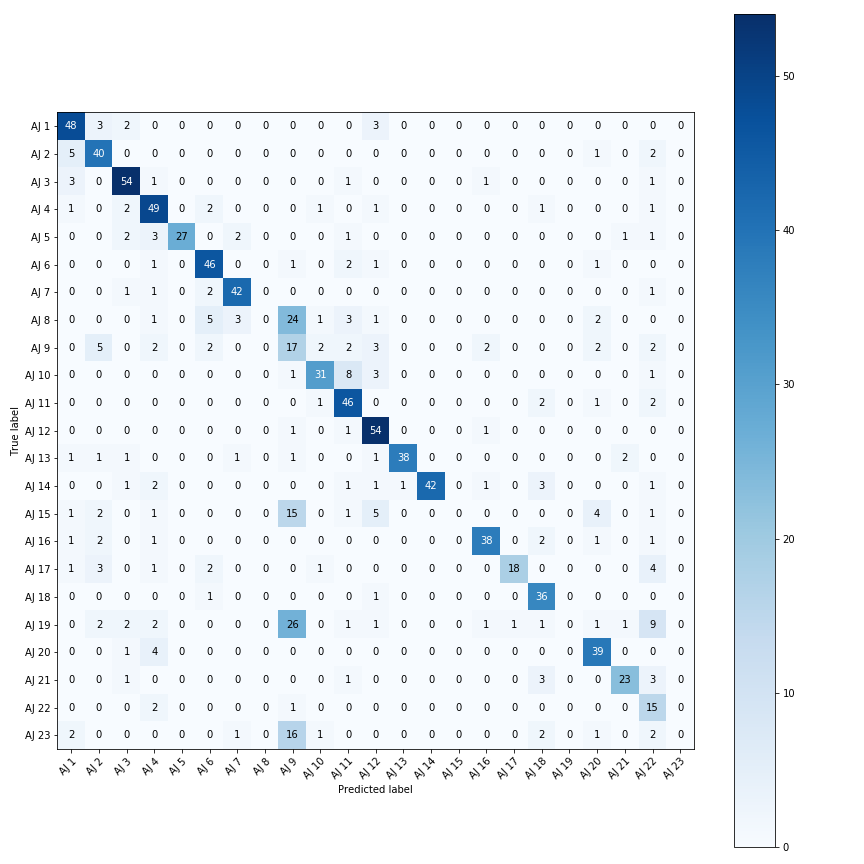 AJ 1 48 3 2 0 0 0 0 0 0 0 0 3 0 0 0 0 0 0 0 0 0 0 0
AJ 2 5 40 0 0 0 0 0 0 0 0 0 0 0 0 0 0 0 0 0 1 0 2 0
AJ 3 3 0 54 1 0 0 0 0 0 0 1 0 0 0 0 1 0 0 0 0 0 1 0
AJ 4 1 0 2 49 0 2 0 0 0 1 0 1 0 0 0 0 0 1 0 0 0 1 0
AJ 5 0 0 2 3 27 0 2 0 0 0 1 0 0 0 0 0 0 0 0 0 1 1 0
AJ 6 0 0 0 1 0 46 0 0 1 0 2 1 0 0 0 0 0 0 0 1 0 0 0
AJ 7 0 0 1 1 0 2 42 0 0 0 0 0 0 0 0 0 0 0 0 0 0 1 0
AJ 8 0 0 0 1 0 5 3 0 24 1 3 1 0 0 0 0 0 0 0 2 0 0 0
AJ 9 0 5 0 2 0 2 0 0 17 2 2 3 0 0 0 2 0 0 0 2 0 2 0
AJ 10 0 0 0 0 0 0 0 0 1 31 8 3 0 0 0 0 0 0 0 0 0 1 0
AJ 11 0 0 0 0 0 0 0 0 0 1 46 0 0 0 0 0 0 2 0 1 0 2 0
AJ 12 0 0 0 0 0 0 0 0 1 0 1 54 0 0 0 1 0 0 0 0 0 0 0
AJ 13 1 1 1 0 0 0 1 0 1 0 0 1 38 0 0 0 0 0 0 0 2 0 0
AJ 14 0 0 1 2 0 0 0 0 0 0 1 1 1 42 0 1 0 3 0 0 0 1 0
AJ 15 1 2 0 1 0 0 0 0 15 0 1 5 0 0 0 0 0 0 0 4 0 1 0
AJ 16 1 2 0 1 0 0 0 0 0 0 0 0 0 0 0 38 0 2 0 1 0 1 0
AJ 17 1 3 0 1 0 2 0 0 0 1 0 0 0 0 0 0 18 0 0 0 0 4 0
AJ 18 0 0 0 0 0 1 0 0 0 0 0 1 0 0 0 0 0 36 0 0 0 0 0
AJ 19 0 2 2 2 0 0 0 0 26 0 1 1 0 0 0 1 1 1 0 1 1 9 0
AJ 20 0 0 1 4 0 0 0 0 0 0 0 0 0 0 0 0 0 0 0 39 0 0 0
AJ 21 0 0 1 0 0 0 0 0 0 0 1 0 0 0 0 0 0 3 0 0 23 3 0
AJ 22 0 0 0 2 0 0 0 0 1 0 0 0 0 0 0 0 0 0 0 0 0 15 0
AJ 23 2 0 0 0 0 0 1 0 16 1 0 0 0 0 0 0 0 2 0 1 0 2 0
AJ 1 AJ 2 AJ 3 AJ 4 AJ 5 AJ 6 AJ 7 AJ 8 AJ 9 AJ 10 AJ 11 AJ 12 AJ 13 AJ 14 AJ 15 AJ 16 AJ 17 AJ 18 AJ 19 AJ 20 AJ 21 AJ 22 AJ 23
Predicted label
True label
50
40
30
20
10
0